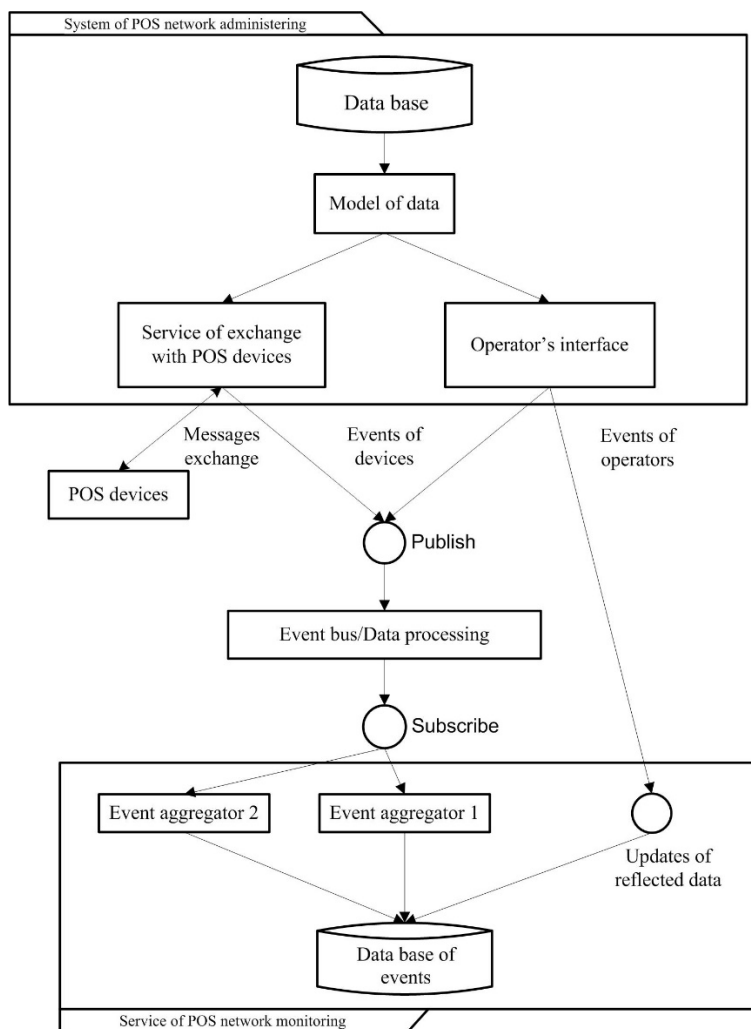 System of POS network administering
Data base
Model of data
Service of exchange
with POS devices
Operator’s interface
Messages
exchange
Events of
devices
Events of
operators
POS devices
Publish
Event bus/Data processing
Subscribe
Event aggregator 2
Event aggregator 1
Updates of
reflected data
Data base of
events
Service of POS network monitoring